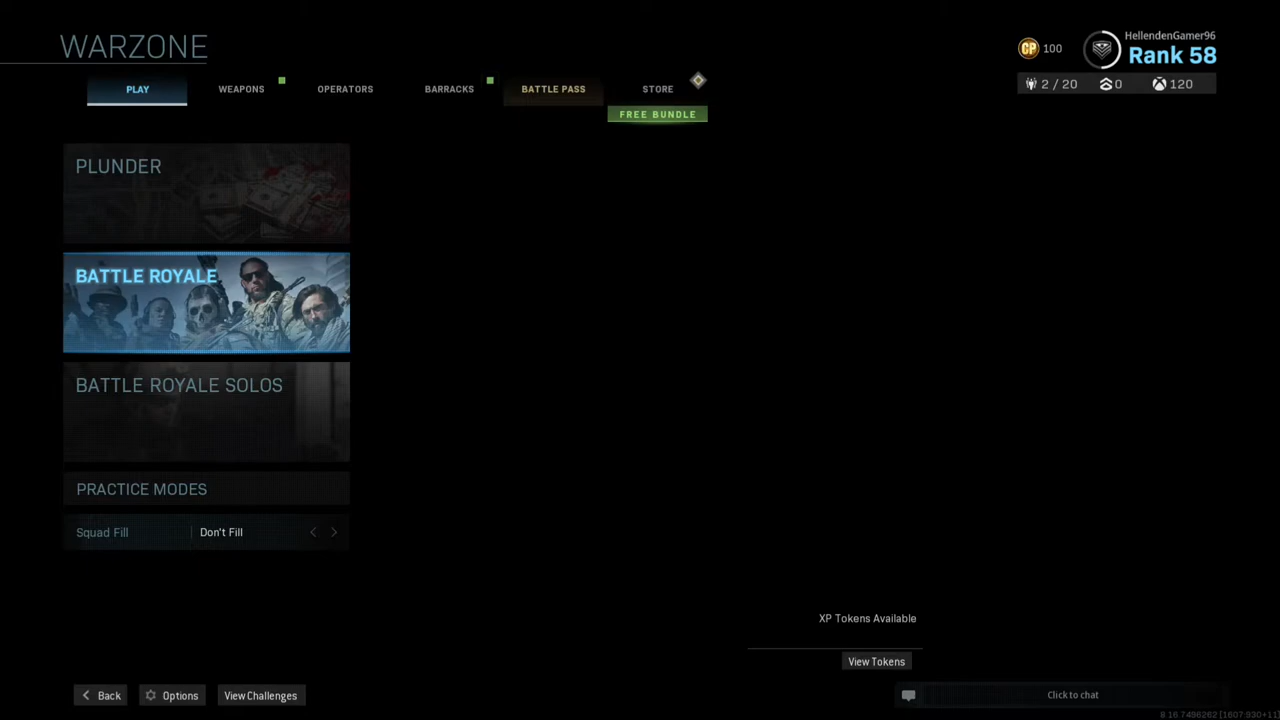 WARZONE
CP 100
HellendenGamer96
Rank 58
2 / 20
0
120
PLAY
WEAPONS
OPERATORS
BARRACKS
BATTLE PASS
STORE
FREE BUNDLE
PLUNDER
BATTLE ROYALE
BATTLE ROYALE SOLOS
PRACTICE MODES
Squad Fill
Don't Fill
XP Tokens Available
View Tokens
Back
Options
View Challenges
Click to chat